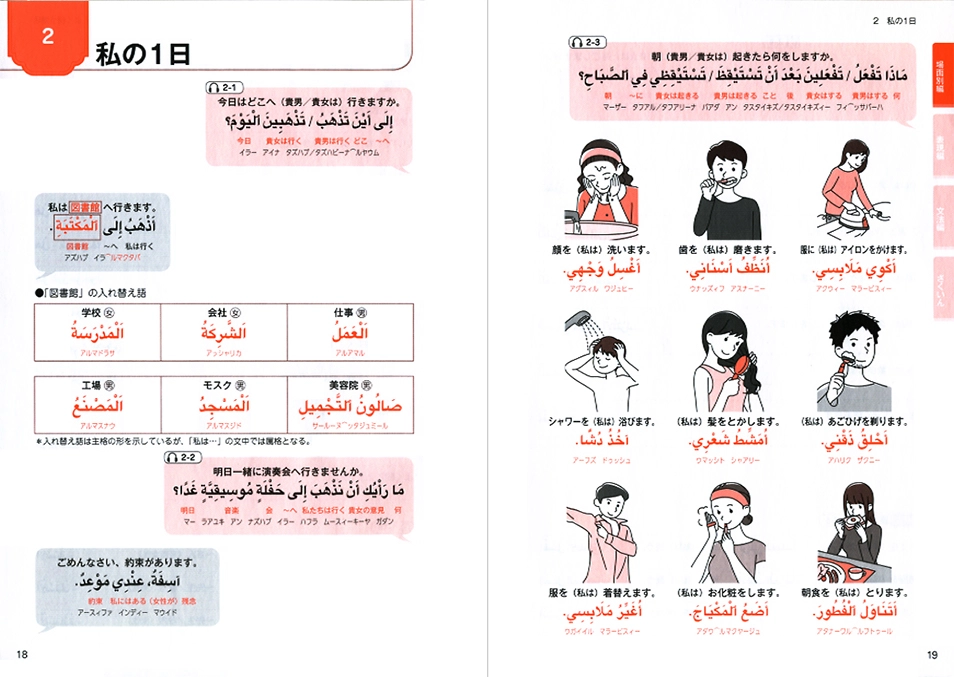 2
私の1日
2-1
今日はどこへ（貴男／貴女は）行きますか。
إِلَى أَيْنَ تَذْهَبُ / تَذْهَبِينَ ٱلْيَوْمَ؟
今日 貴女は行く 貴男は行く どこ ～へ
イラー アイナ タズハブ／タズハビーナ⌒ルヤウム
私は図書館へ行きます。
أَذْهَبُ إِلَى ٱلْمَكْتَبَةِ.
図書館 ～へ 私は行く
アズハブ イラ⌒ルマクタバ
●「図書館」の入れ替え語
学校 女 会社 女 仕事 男
اَلْمَدْرَسَةُ اَلشَّرِكَةُ اَلْعَمَلُ
アルマドラサ アッシャリカ アルアマル
工場 男 モスク 男 美容院 男
اَلْمَصْنَعُ اَلْمَسْجِدُ صَالُونُ ٱلتَّجْمِيلِ
アルマスナウ アルマスジド サールーヌ⌒ッタジュミール
＊入れ替え語は主格の形を示しているが、「私は…」の文中では属格となる。
2-2
明日一緒に演奏会へ行きませんか。
مَا رَأْيُكِ أَنْ نَذْهَبَ إِلَى حَفْلَةٍ مُوسِيقِيَّةٍ غَدًا؟
明日 音楽 会 ～へ 私たちは行く 貴女の意見 何
マー ラアユキ アン ナズハブ イラー ハフラ ムースィーキーヤ ガダン
ごめんなさい、約束があります。
آسِفَةٌ، عِنْدِي مَوْعِدٌ.
約束 私にはある (女性が) 残念
アースィファ インディー マウイド
18
2 私の1日
場面別編
表現編
文法編
さくいん
2-3
朝（貴男／貴女は）起きたら何をしますか。
مَاذَا تَفْعَلُ / تَفْعَلِينَ بَعْدَ أَنْ تَسْتَيْقِظَ / تَسْتَيْقِظِي فِي ٱلصَّبَاحِ؟
朝 ～に 貴女は起きる 貴男は起きる こと 後 貴女はする 貴男はする 何
マーザー タフアル／タフアリーナ バアダ アン タスタイキズ／タスタイキズィー フィ⌒ッサバーハ
顔を（私は）洗います。 歯を（私は）磨きます。 服に（私は）アイロンをかけます。
أَغْسِلُ وَجْهِي. أُنَظِّفُ أَسْنَانِي. أَكْوِي مَلَابِسِي.
アグスィル ワジュヒー ウナッズィフ アスナーニー アクウィー マラービスィー
シャワーを（私は）浴びます。 （私は）髪をとかします。 （私は）あごひげを剃ります。
آخُذُ دُشًّا. أُمَشِّطُ شَعْرِي. أَحْلِقُ ذَقْنِي.
アーフズ ドゥッシュ ウマッシト シャアリー アハリク ザクニー
服を（私は）着替えます。 （私は）お化粧をします。 朝食を（私は）とります。
أُغَيِّرُ مَلَابِسِي. أَضَعُ ٱلْمَكْيَاجَ. أَتَنَاوَلُ ٱلْفُطُورَ.
ウガイイル マラービスィー アダウ⌒ルマクヤージュ アタナーワル⌒ルフトゥール
19